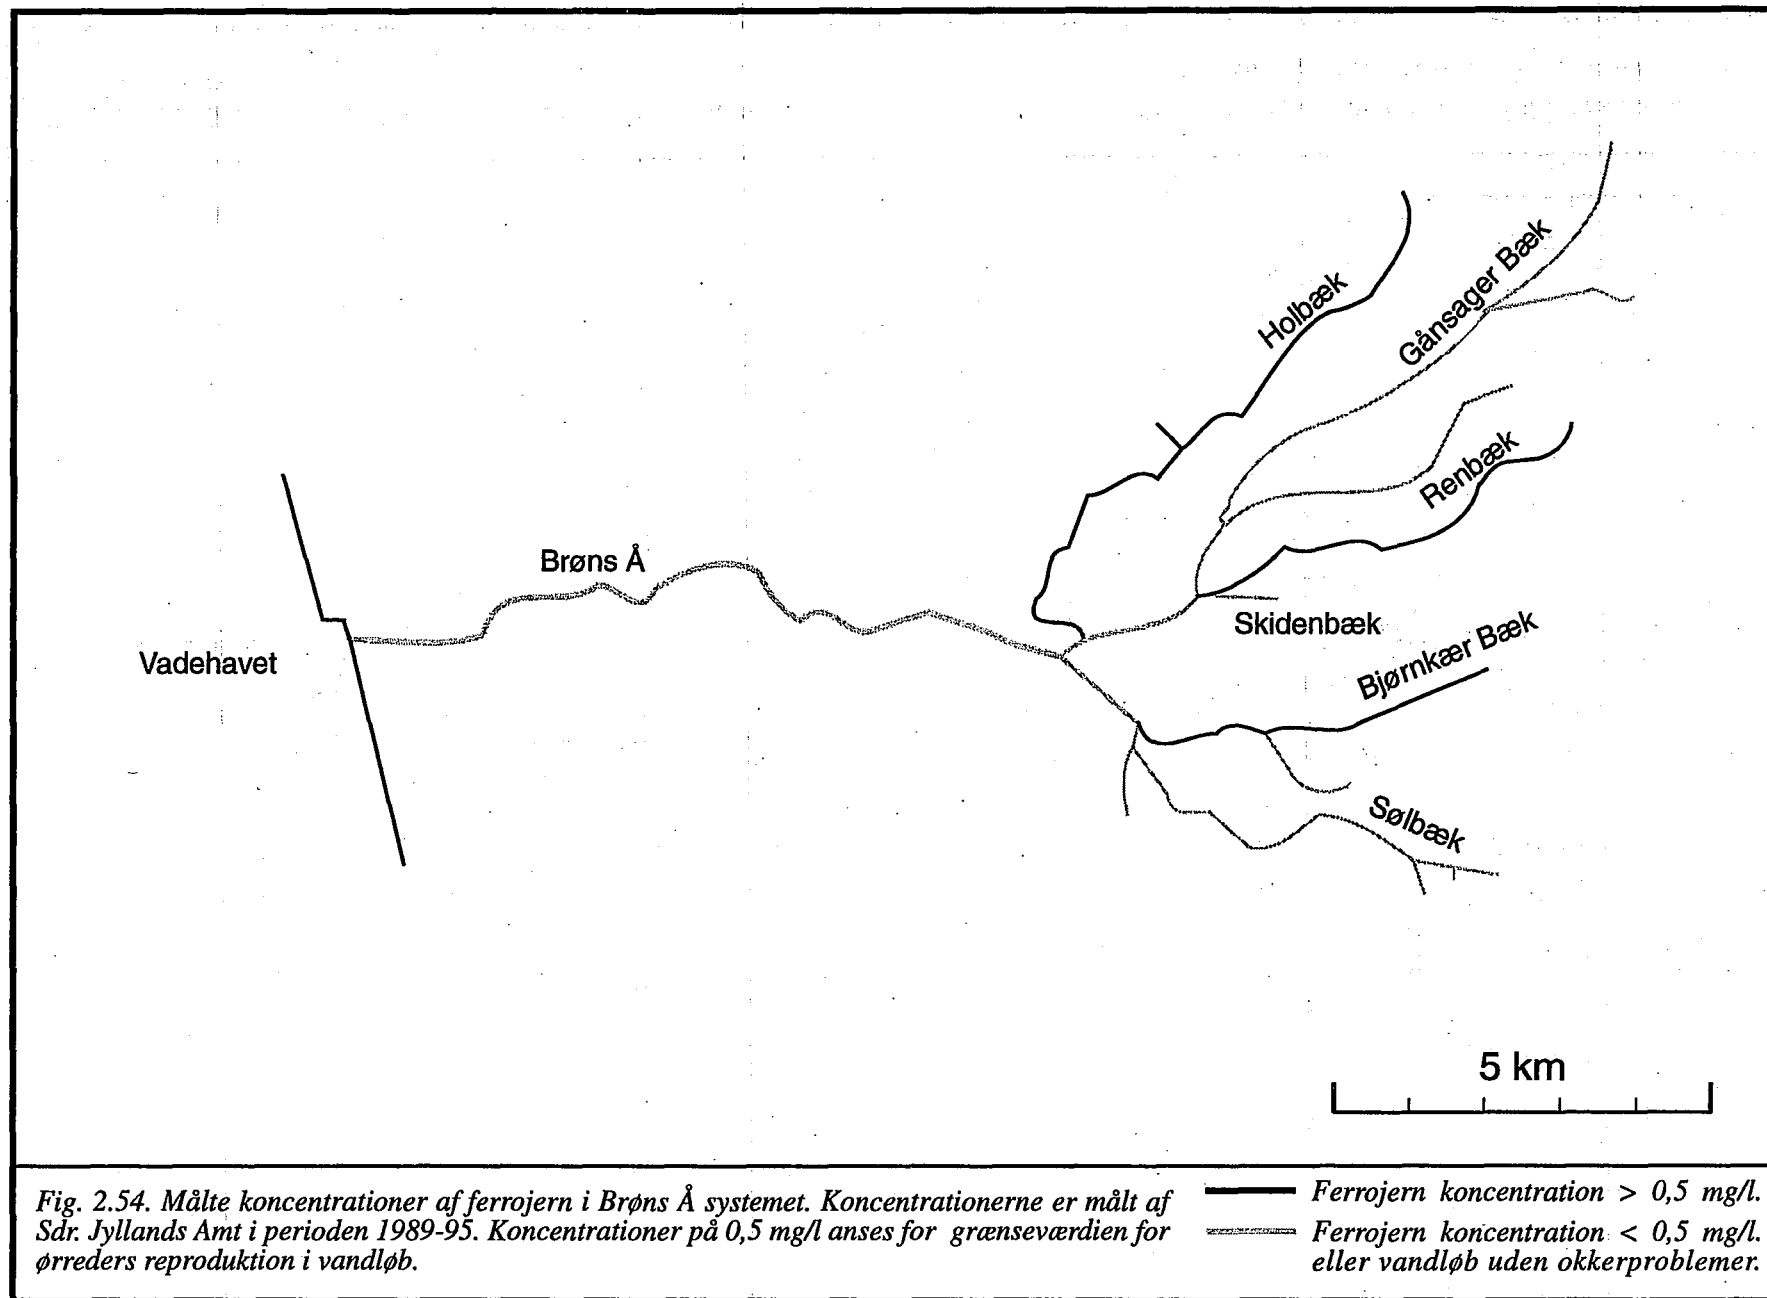 Holbæk
Gånsager Bæk
Renbæk
Brøns Å
Skidenbæk
Vadehavet
Bjørnkær Bæk
Sølbæk
5 km
Fig. 2.54. Målte koncentrationer af ferrojern i Brøns Å systemet. Koncentrationerne er målt af
Sdr. Jyllands Amt i perioden 1989-95. Koncentrationer på 0,5 mg/l anses for grænseværdien for
ørreders reproduktion i vandløb.
Ferrojern koncentration > 0,5 mg/l.
Ferrojern koncentration < 0,5 mg/l.
eller vandløb uden okkerproblemer.